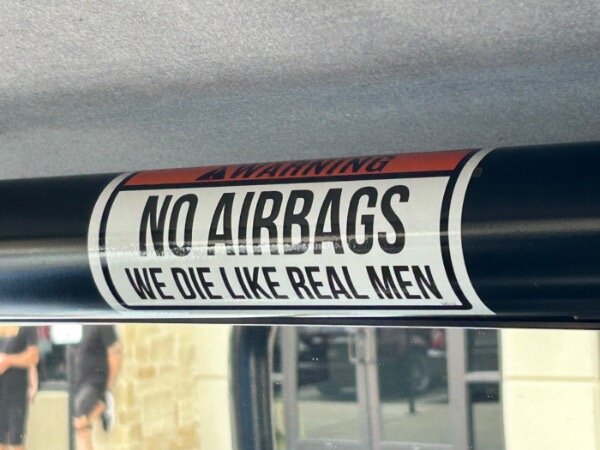 WARNING
NO AIRBAGS
WE DIE LIKE REAL MEN